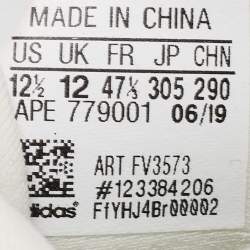 MADE IN CHINA
US UK FR JP CHN
12½ 12 47⅓ 305 290
APE 779001 06/19
ART FV3573
#123384206
adidas FfYHJ4Br00002